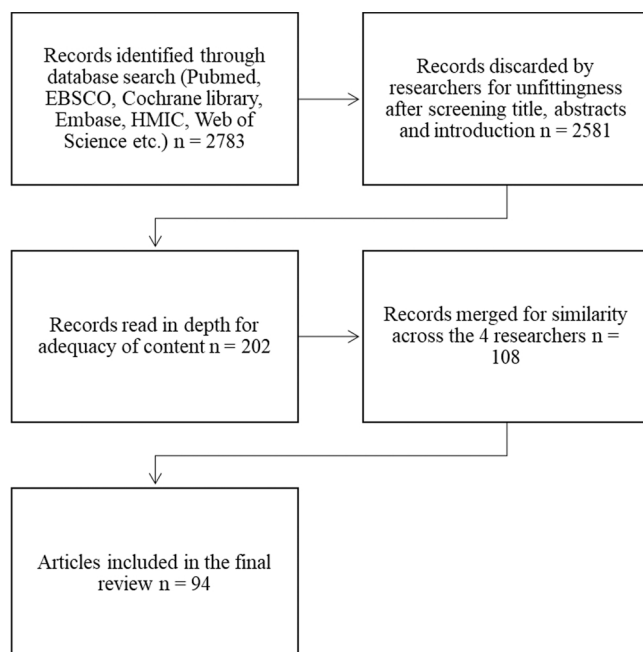 Records identified through
database search (Pubmed,
EBSCO, Cochrane library,
Embase, HMIC, Web of
Science etc.) n = 2783
Records discarded by
researchers for unfittingness
after screening title, abstracts
and introduction n = 2581
Records read in depth for
adequacy of content n = 202
Records merged for similarity
across the 4 researchers n =
108
Articles included in the final
review n = 94